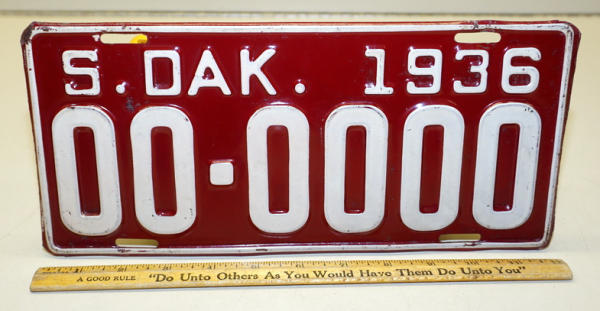 S. DAK. 1936
00-0000
A GOOD RULE "Do Unto Others As You Would Have Them Do Unto You"